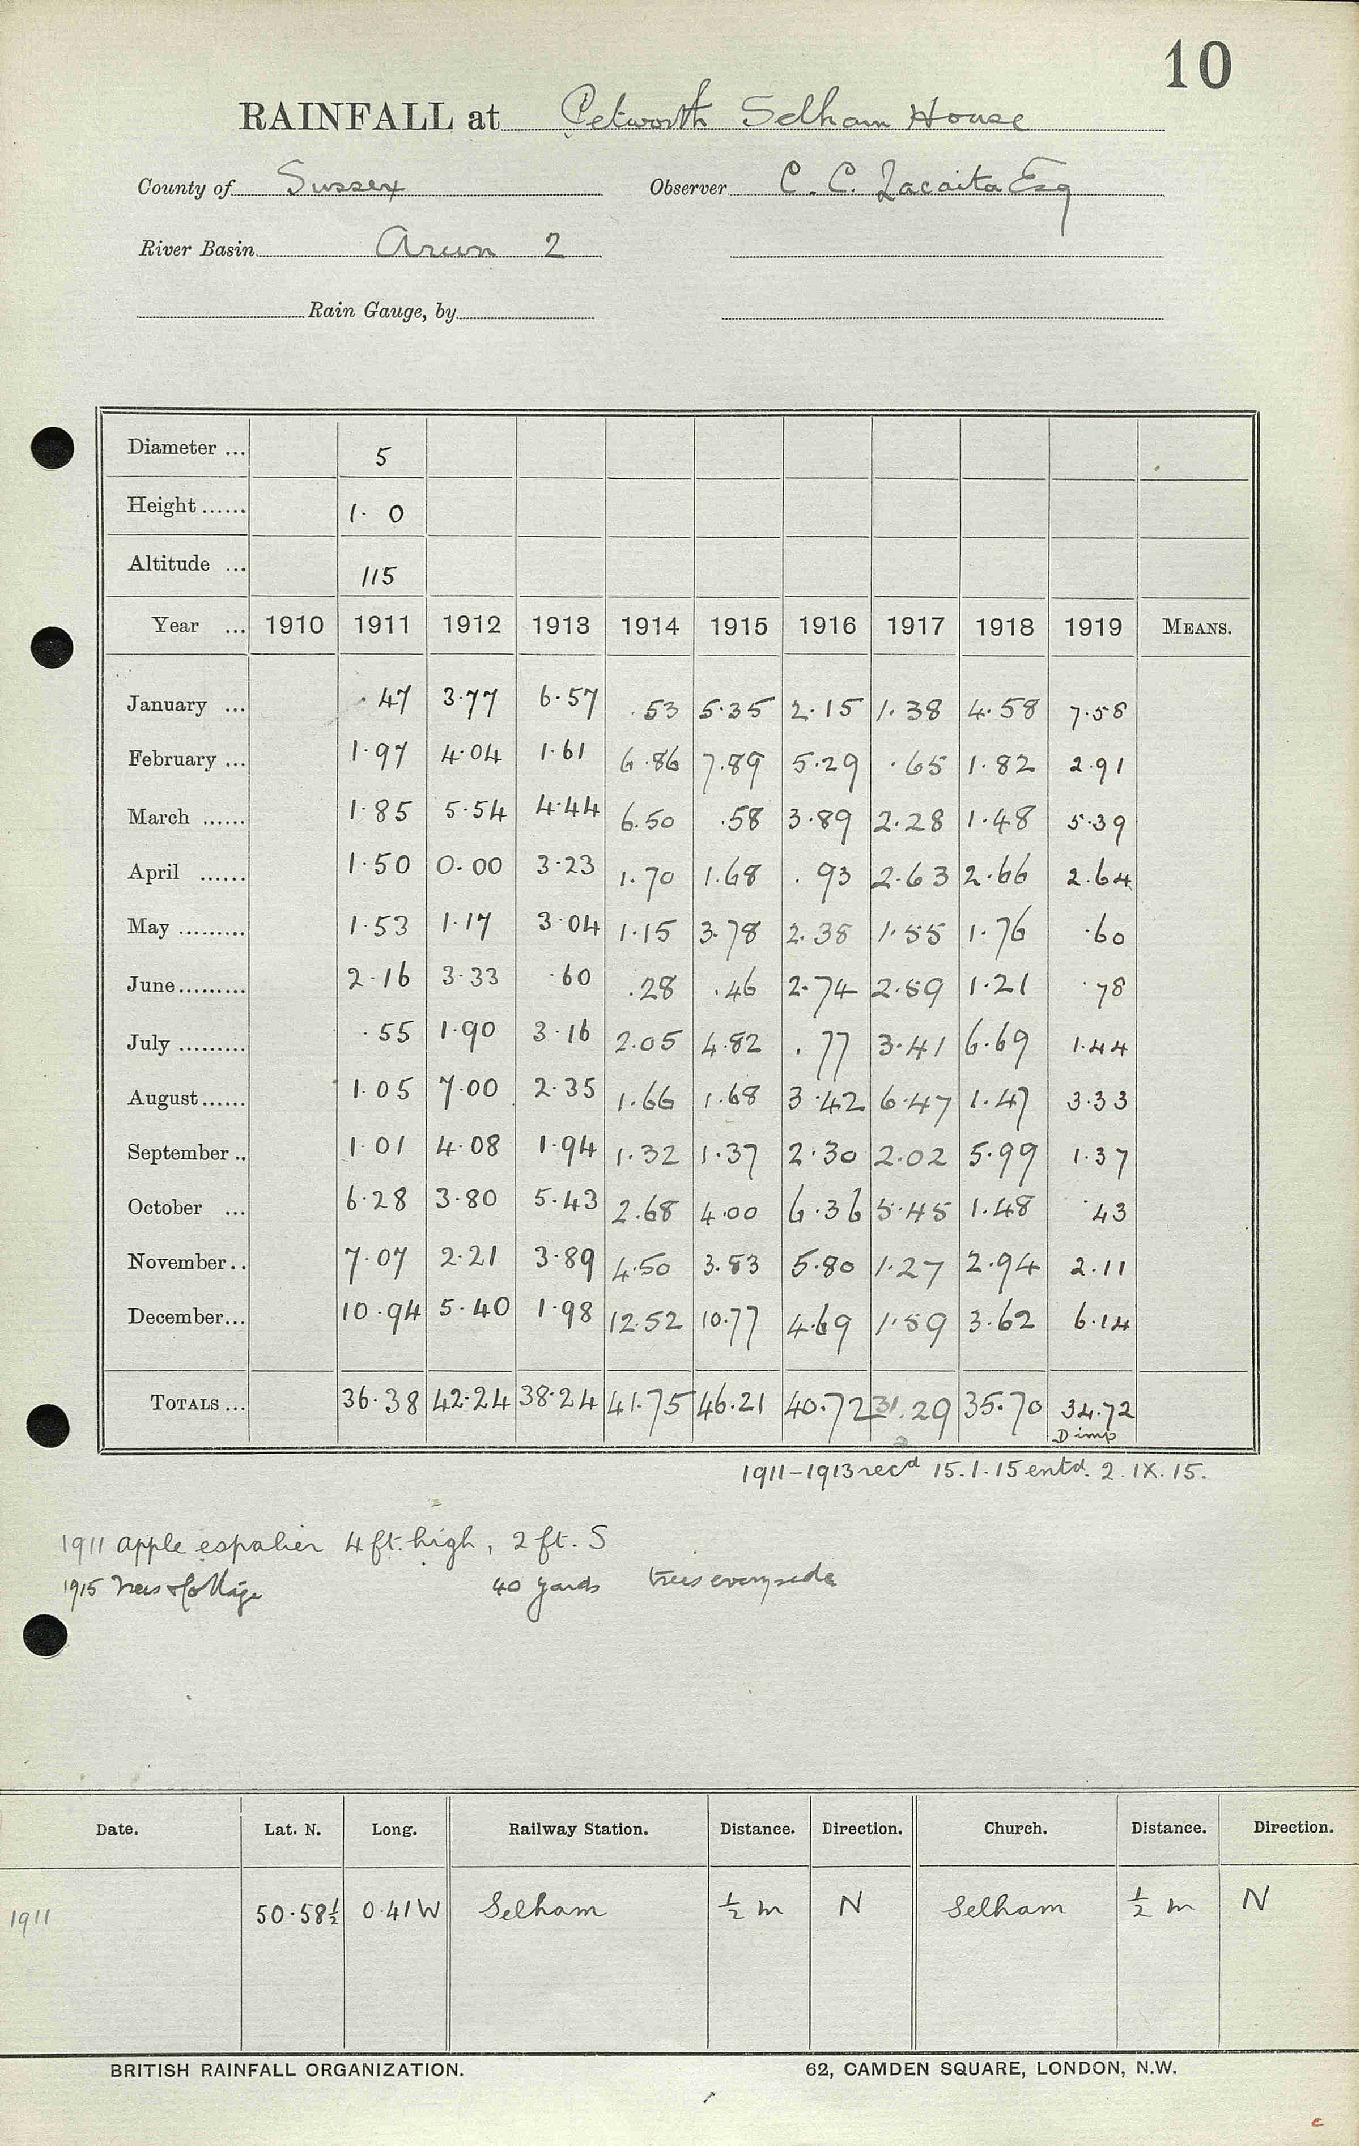 10
RAINFALL at Petworth Selham House
County of Sussex Observer C. C. Lacaita Esq
River Basin Arun 2
Rain Gauge, by
Diameter ... 5
Height ...... 1. 0
Altitude ... 115
Year ... 1910 1911 1912 1913 1914 1915 1916 1917 1918 1919 MEANS.
January ... .47 3.77 6.57 .53 5.35 2.15 1.38 4.58 7.58
February ... 1.97 4.04 1.61 6.86 7.89 5.29 .65 1.82 2.91
March ...... 1.85 5.54 4.44 6.50 .58 3.89 2.28 1.48 5.39
April ...... 1.50 0.00 3.23 1.70 1.68 .93 2.63 2.66 2.64
May ......... 1.53 1.17 3.04 1.15 3.78 2.38 1.55 1.76 .60
June......... 2.16 3.33 .60 .28 .46 2.74 2.59 1.21 .78
July ......... .55 1.90 3.16 2.05 4.82 .77 3.41 6.69 1.44
August...... 1.05 7.00 2.35 1.66 1.68 3.42 6.47 1.47 3.33
September .. 1.01 4.08 1.94 1.32 1.37 2.30 2.02 5.99 1.37
October ... 6.28 3.80 5.43 2.68 4.00 6.36 5.45 1.48 .43
November.. 7.07 2.21 3.89 4.50 3.83 5.80 1.27 2.94 2.11
December... 10.94 5.40 1.98 12.52 10.77 4.69 1.59 3.62 6.14
TOTALS ... 36.38 42.24 38.24 41.75 46.21 40.72 31.29 35.70 34.72
D imp
1911-1913 recd 15.1.15 entd. 2.IX.15.
1911 apple espalier 4 ft. high, 2 ft. S
1915 Trees & cottage 40 yards trees every side
Date. Lat. N. Long. Railway Station. Distance. Direction. Church. Distance. Direction.
1911 50.58½ 0.41W Selham ½ m N Selham ½ m N
BRITISH RAINFALL ORGANIZATION. 62, CAMDEN SQUARE, LONDON, N.W.